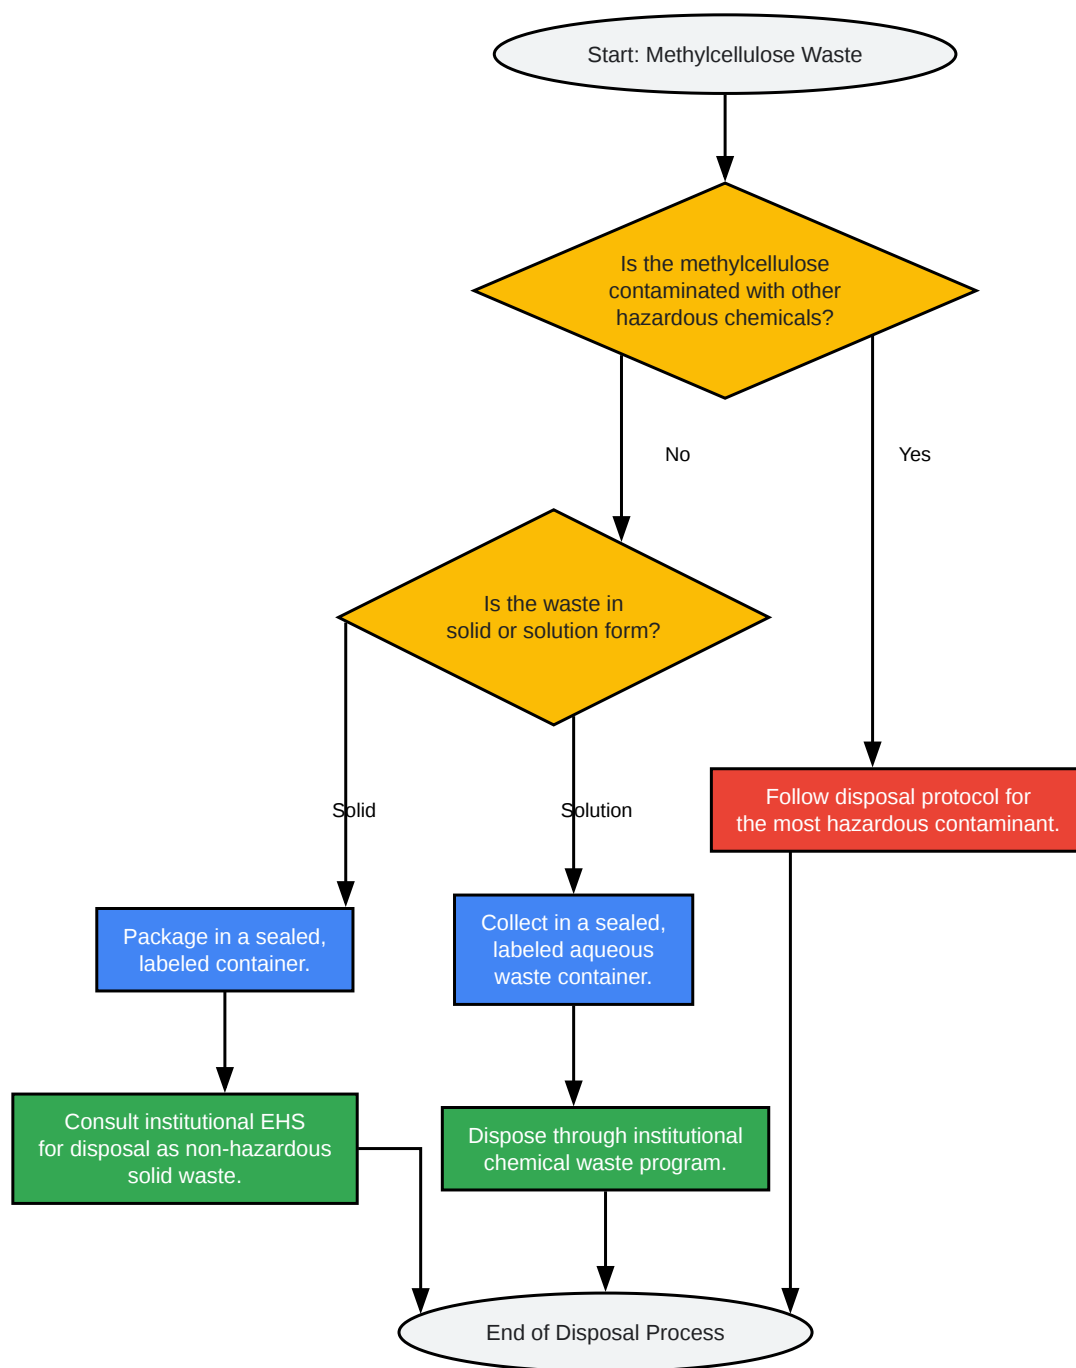 Start: Methylcellulose Waste
Is the methylcellulose
contaminated with other
hazardous chemicals?
No
Yes
Is the waste in
solid or solution form?
Solid
Solution
Follow disposal protocol for
the most hazardous contaminant.
Package in a sealed,
labeled container.
Collect in a sealed,
labeled aqueous
waste container.
Consult institutional EHS
for disposal as non-hazardous
solid waste.
Dispose through institutional
chemical waste program.
End of Disposal Process